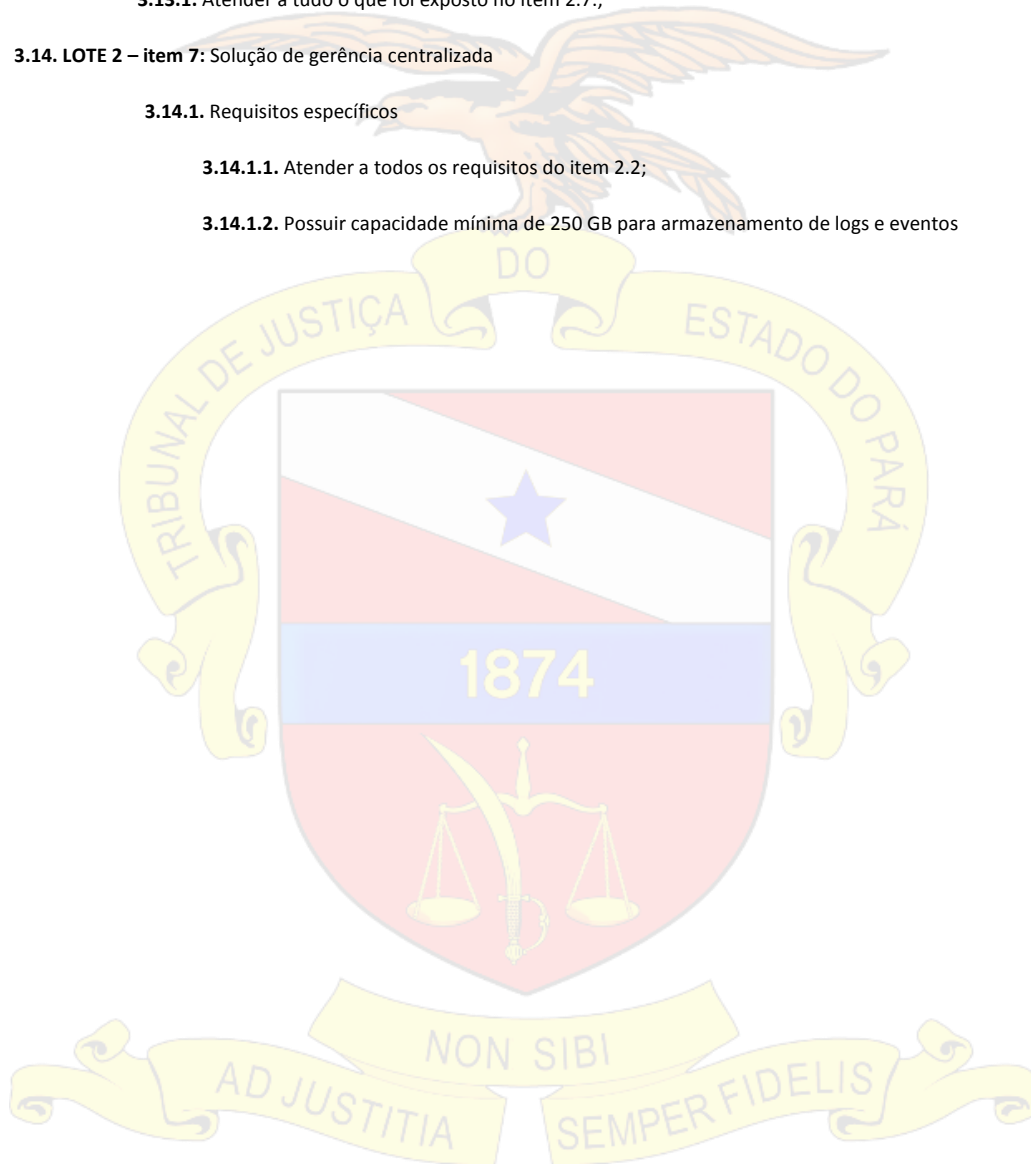 3.13.1. Atender a tudo o que foi exposto no item 2.7.;
3.14. LOTE 2 – item 7: Solução de gerência centralizada
3.14.1. Requisitos específicos
3.14.1.1. Atender a todos os requisitos do item 2.2;
3.14.1.2. Possuir capacidade mínima de 250 GB para armazenamento de logs e eventos
TRIBUNAL DE JUSTIÇA DO ESTADO DO PARÁ
1874
NON SIBI
AD JUSTITIA SEMPER FIDELIS